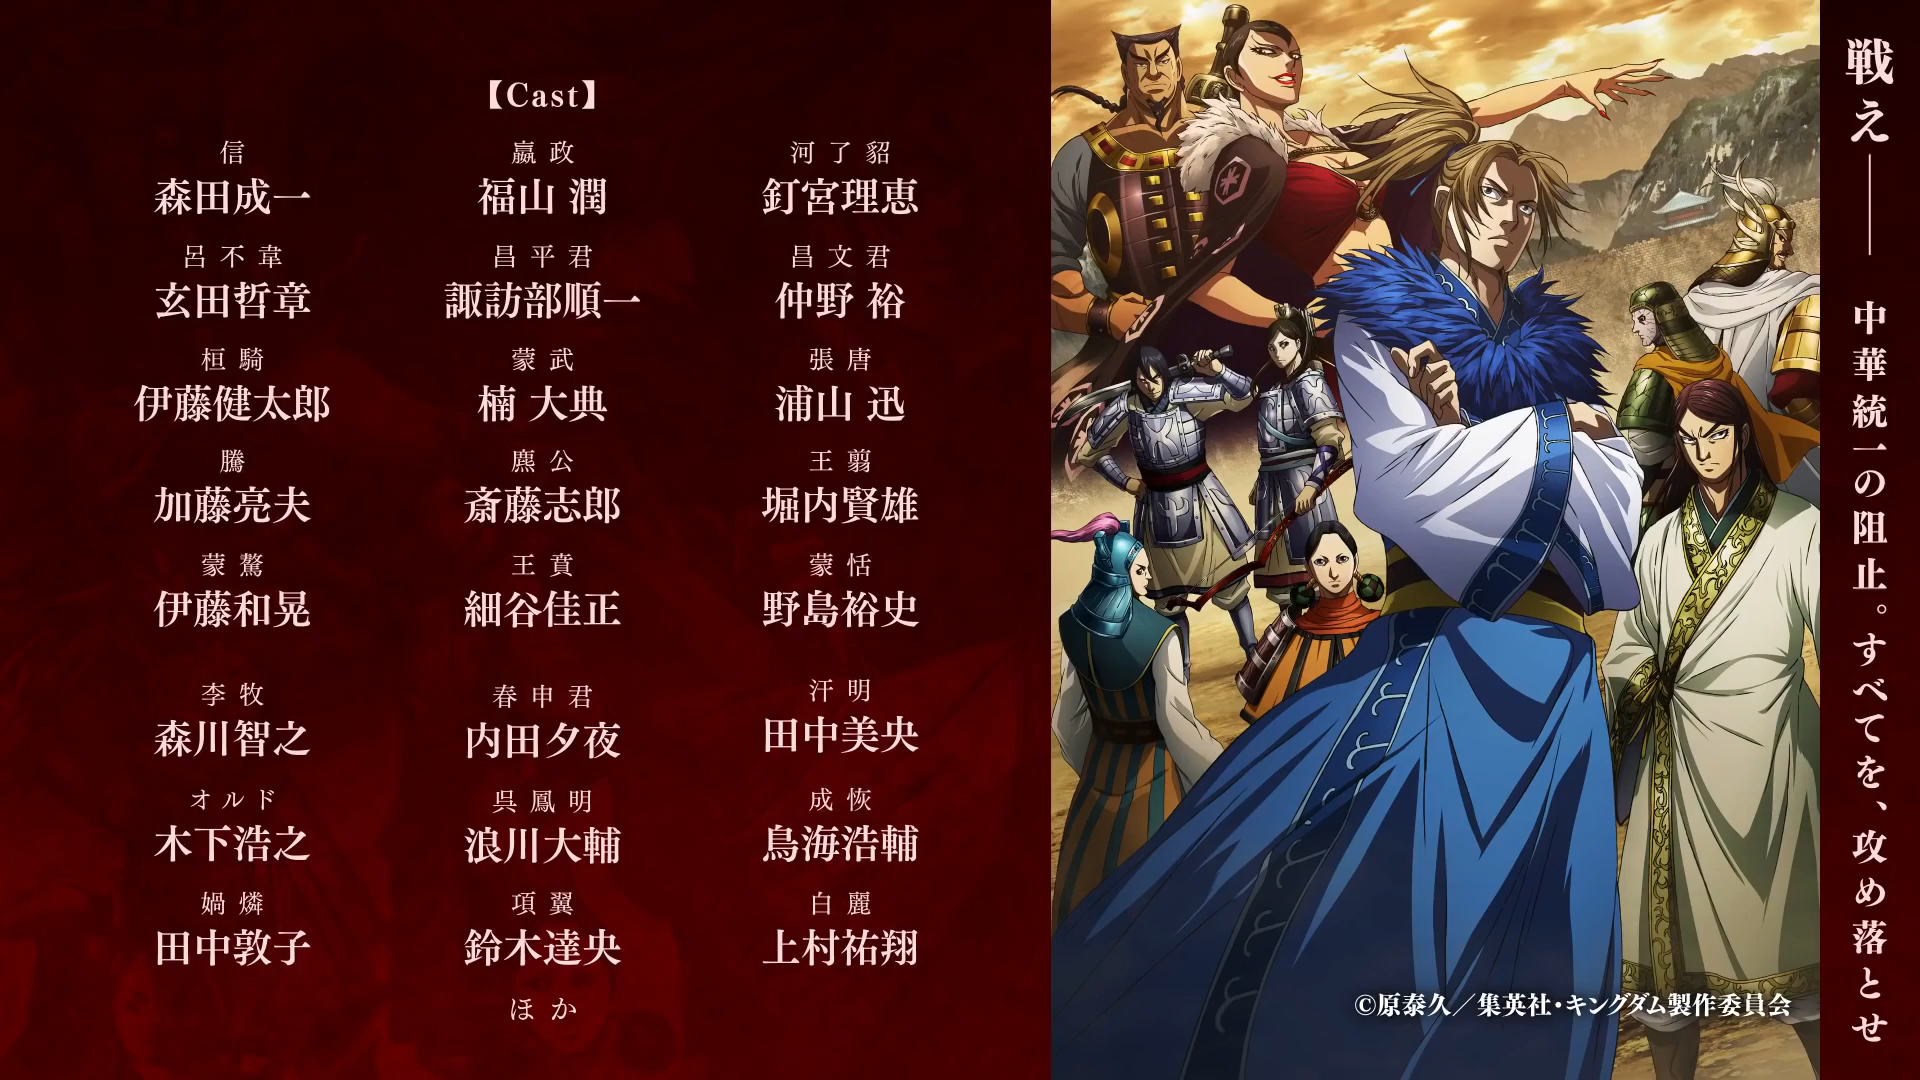 【Cast】
信
森田成一
嬴政
福山 潤
河了貂
釘宮理恵
呂不韋
玄田哲章
昌平君
諏訪部順一
昌文君
仲野 裕
桓騎
伊藤健太郎
蒙武
楠 大典
張唐
浦山 迅
騰
加藤亮夫
麃公
斎藤志郎
王翦
堀内賢雄
蒙驁
伊藤和晃
王賁
細谷佳正
蒙恬
野島裕史
李牧
森川智之
春申君
内田夕夜
汗明
田中美央
オルド
木下浩之
呉鳳明
浪川大輔
成恢
鳥海浩輔
媧燐
田中敦子
項翼
鈴木達央
白麗
上村祐翔
ほか
戦え——
中華統一の阻止。すべてを、攻め落とせ
©原泰久／集英社・キングダム製作委員会